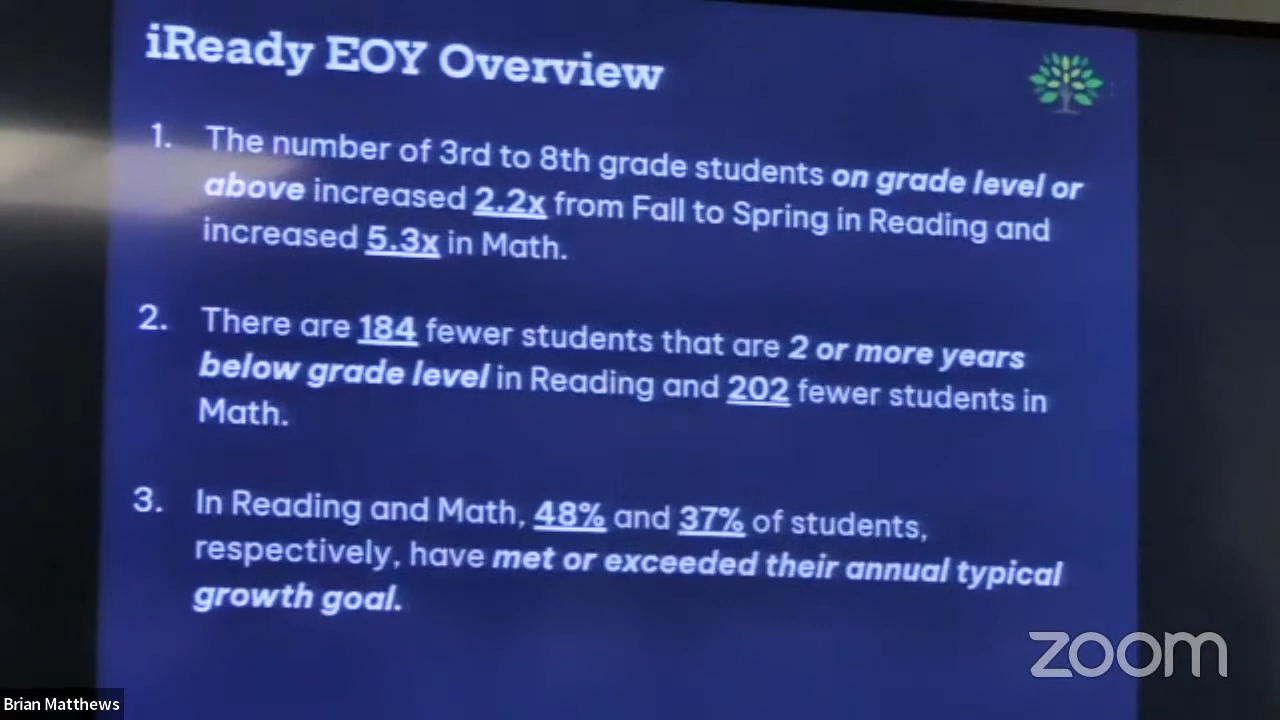 iReady EOY Overview
1. The number of 3rd to 8th grade students on grade level or
above increased 2.2x from Fall to Spring in Reading and
increased 5.3x in Math.
2. There are 184 fewer students that are 2 or more years
below grade level in Reading and 202 fewer students in
Math.
3. In Reading and Math, 48% and 37% of students,
respectively, have met or exceeded their annual typical
growth goal.
zoom
Brian Matthews